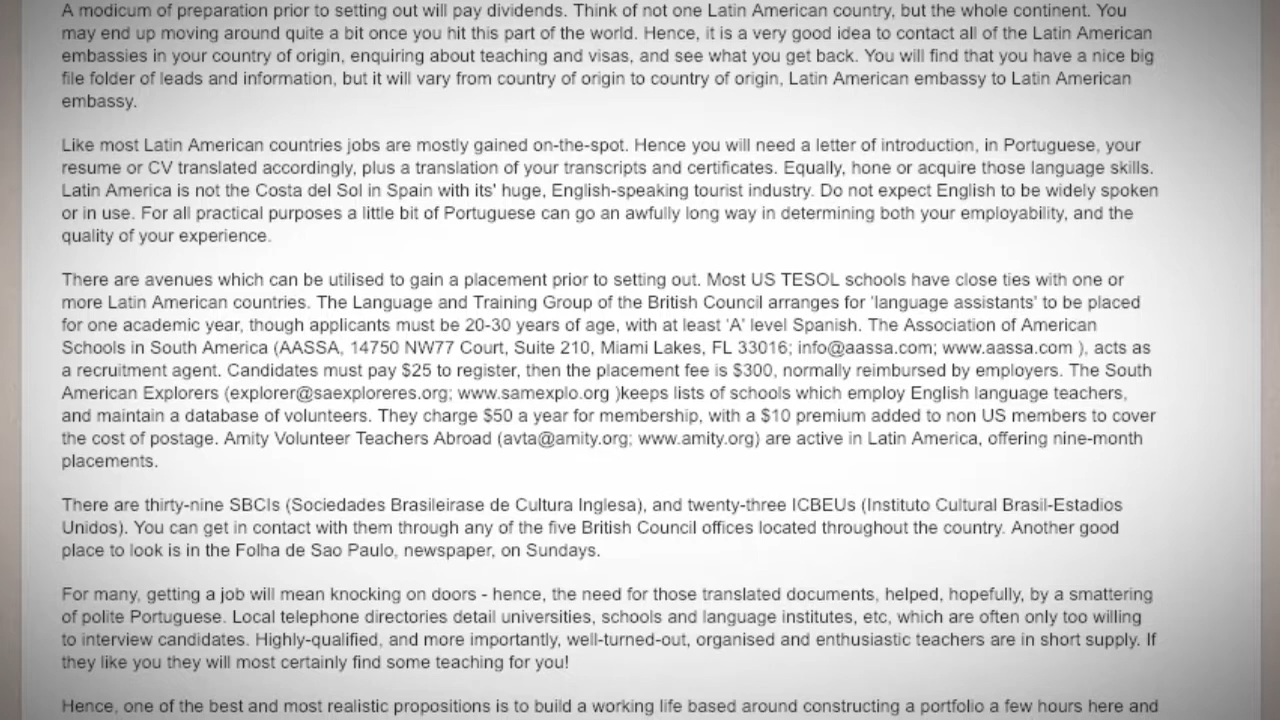 A modicum of preparation prior to setting out will pay dividends. Think of not one Latin American country, but the whole continent. You
may end up moving around quite a bit once you hit this part of the world. Hence, it is a very good idea to contact all of the Latin American
embassies in your country of origin, enquiring about teaching and visas, and see what you get back. You will find that you have a nice big
file folder of leads and information, but it will vary from country of origin to country of origin, Latin American embassy to Latin American
embassy.
Like most Latin American countries jobs are mostly gained on-the-spot. Hence you will need a letter of introduction, in Portuguese, your
resume or CV translated accordingly, plus a translation of your transcripts and certificates. Equally, hone or acquire those language skills.
Latin America is not the Costa del Sol in Spain with its' huge, English-speaking tourist industry. Do not expect English to be widely spoken
or in use. For all practical purposes a little bit of Portuguese can go an awfully long way in determining both your employability, and the
quality of your experience.
There are avenues which can be utilised to gain a placement prior to setting out. Most US TESOL schools have close ties with one or
more Latin American countries. The Language and Training Group of the British Council arranges for 'language assistants' to be placed
for one academic year, though applicants must be 20-30 years of age, with at least 'A' level Spanish. The Association of American
Schools in South America (AASSA, 14750 NW77 Court, Suite 210, Miami Lakes, FL 33016; info@aassa.com; www.aassa.com ), acts as
a recruitment agent. Candidates must pay $25 to register, then the placement fee is $300, normally reimbursed by employers. The South
American Explorers (explorer@saexploreres.org; www.samexplo.org )keeps lists of schools which employ English language teachers,
and maintain a database of volunteers. They charge $50 a year for membership, with a $10 premium added to non US members to cover
the cost of postage. Amity Volunteer Teachers Abroad (avta@amity.org; www.amity.org) are active in Latin America, offering nine-month
placements.
There are thirty-nine SBCIs (Sociedades Brasileirase de Cultura Inglesa), and twenty-three ICBEUs (Instituto Cultural Brasil-Estadios
Unidos). You can get in contact with them through any of the five British Council offices located throughout the country. Another good
place to look is in the Folha de Sao Paulo, newspaper, on Sundays.
For many, getting a job will mean knocking on doors - hence, the need for those translated documents, helped, hopefully, by a smattering
of polite Portuguese. Local telephone directories detail universities, schools and language institutes, etc, which are often only too willing
to interview candidates. Highly-qualified, and more importantly, well-turned-out, organised and enthusiastic teachers are in short supply. If
they like you they will most certainly find some teaching for you!
Hence, one of the best and most realistic propositions is to build a working life based around constructing a portfolio a few hours here and